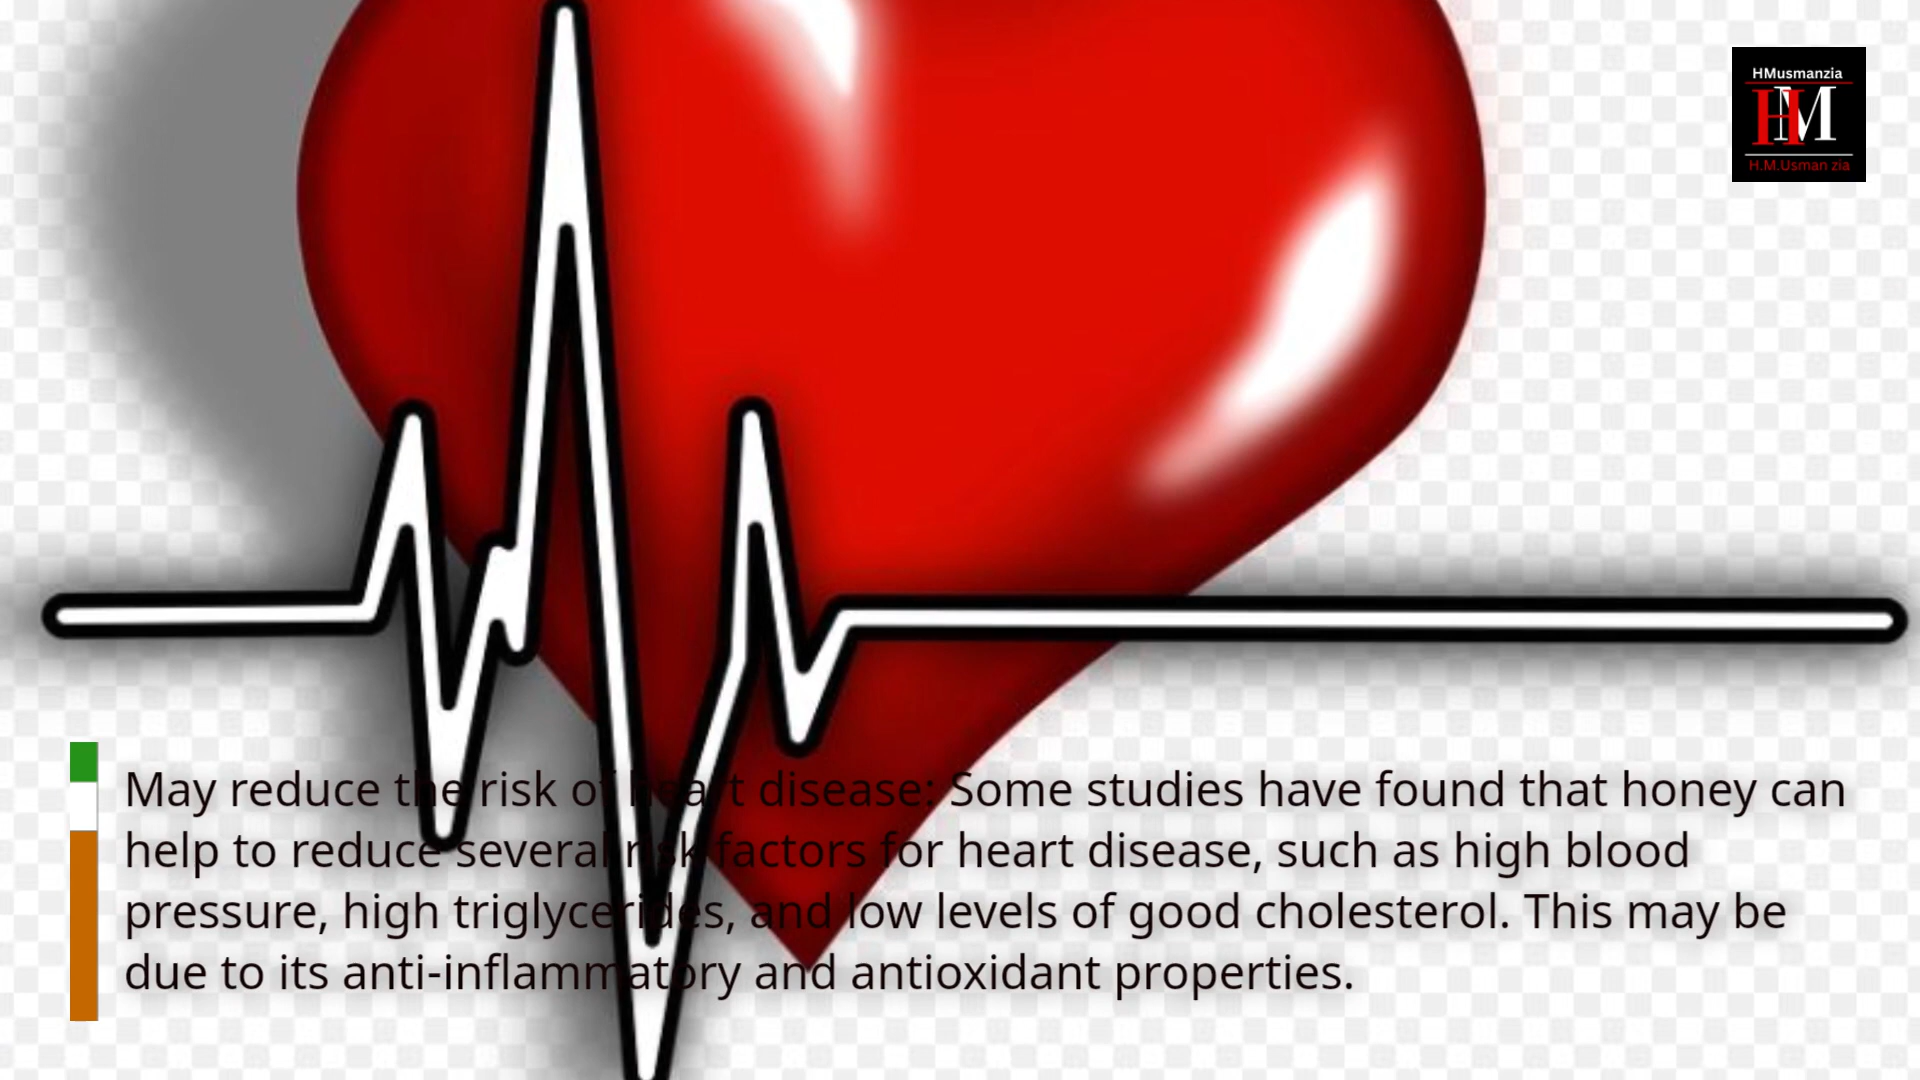 HMusmanzia
HM
H.M.Usman zia
May reduce the risk of heart disease: Some studies have found that honey can
help to reduce several risk factors for heart disease, such as high blood
pressure, high triglycerides, and low levels of good cholesterol. This may be
due to its anti-inflammatory and antioxidant properties.